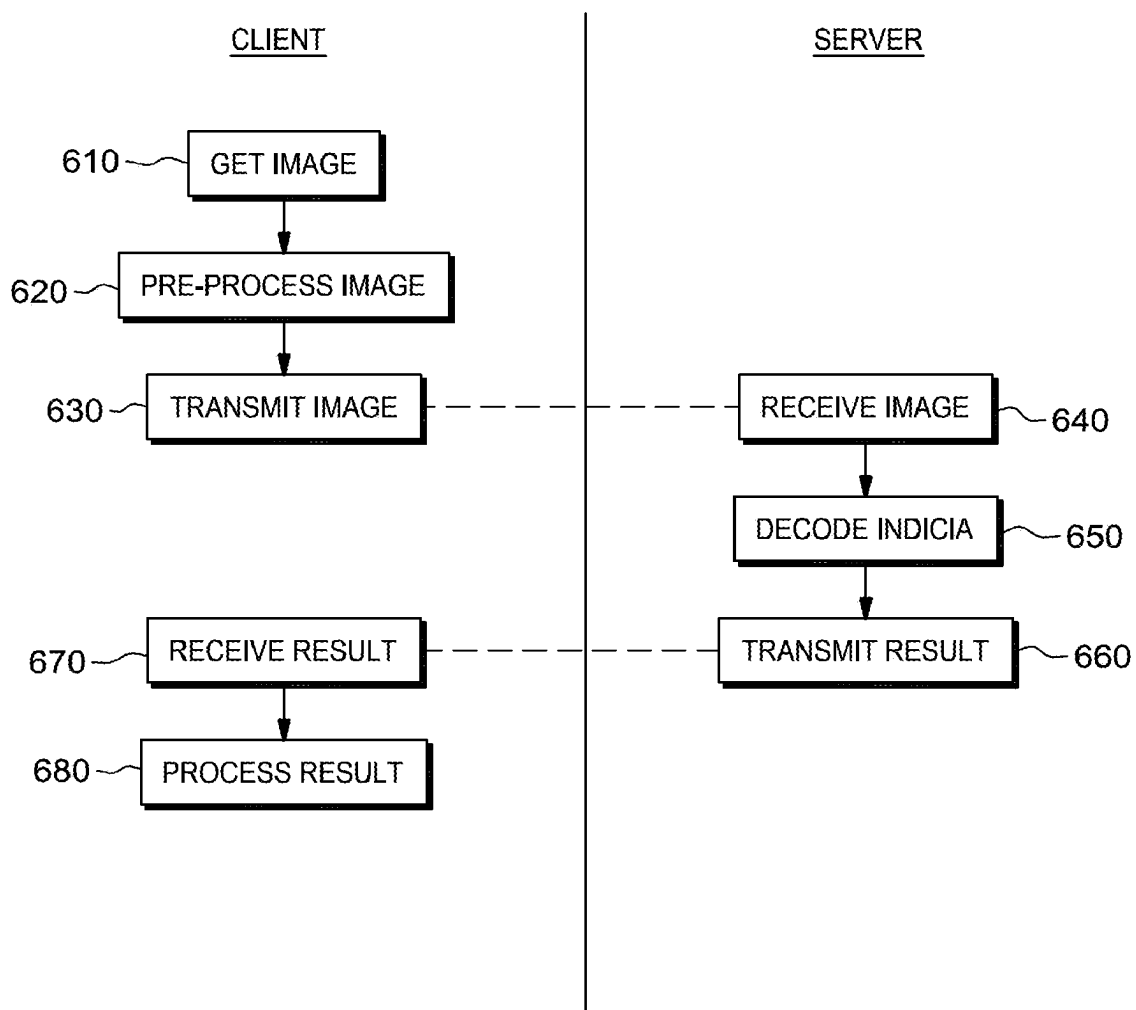 CLIENT
SERVER
610 GET IMAGE
620 PRE-PROCESS IMAGE
630 TRANSMIT IMAGE
RECEIVE IMAGE 640
DECODE INDICIA 650
670 RECEIVE RESULT
TRANSMIT RESULT 660
680 PROCESS RESULT